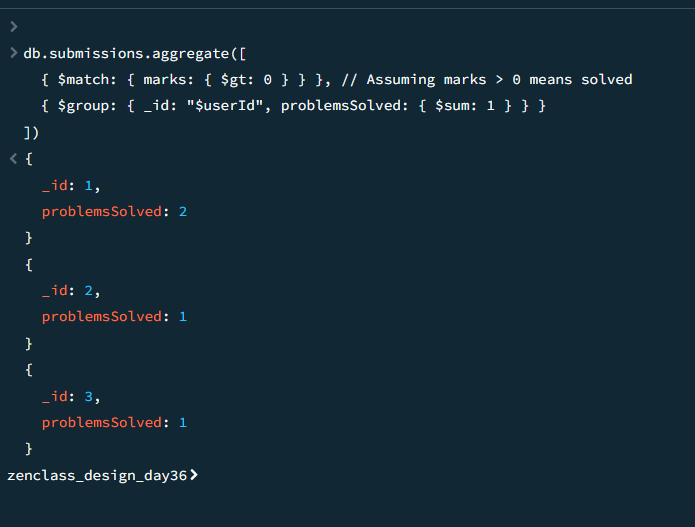 >
> db.submissions.aggregate([
{ $match: { marks: { $gt: 0 } } }, // Assuming marks > 0 means solved
{ $group: { _id: "$userId", problemsSolved: { $sum: 1 } } }
])
< {
_id: 1,
problemsSolved: 2
}
{
_id: 2,
problemsSolved: 1
}
{
_id: 3,
problemsSolved: 1
}
zenclass_design_day36>